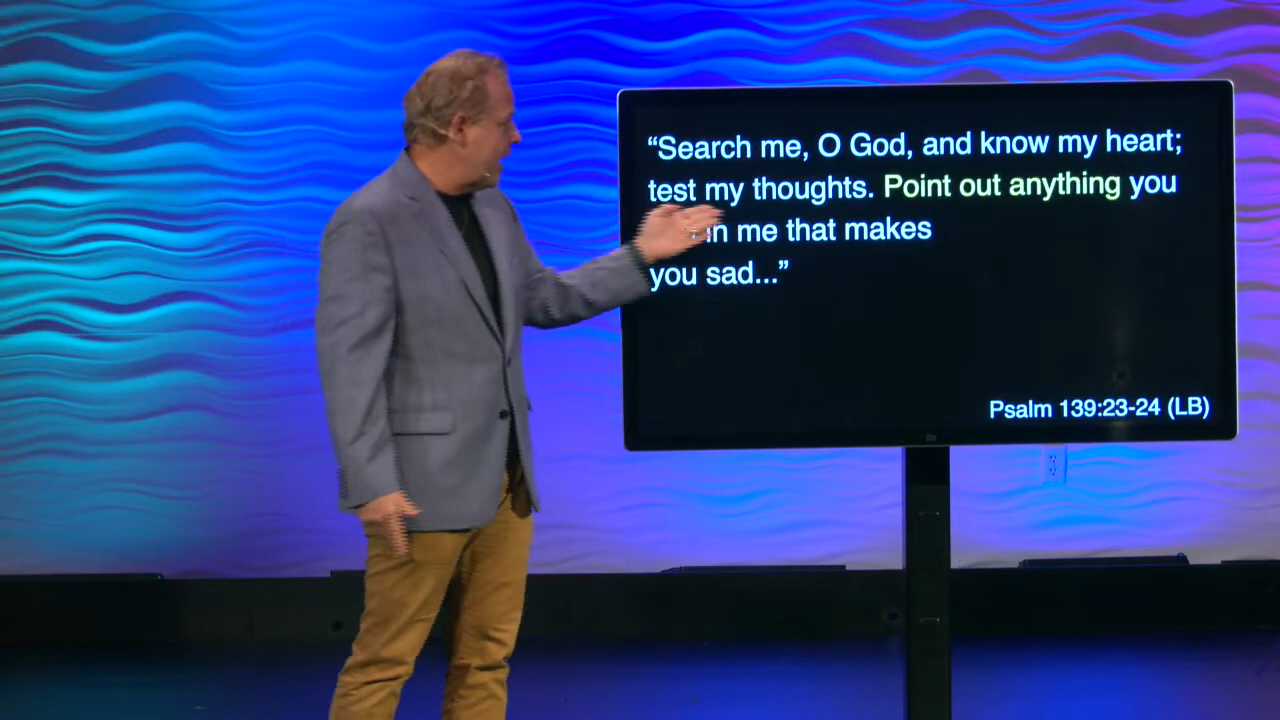 “Search me, O God, and know my heart;
test my thoughts. Point out anything you
in me that makes
you sad...”
Psalm 139:23-24 (LB)